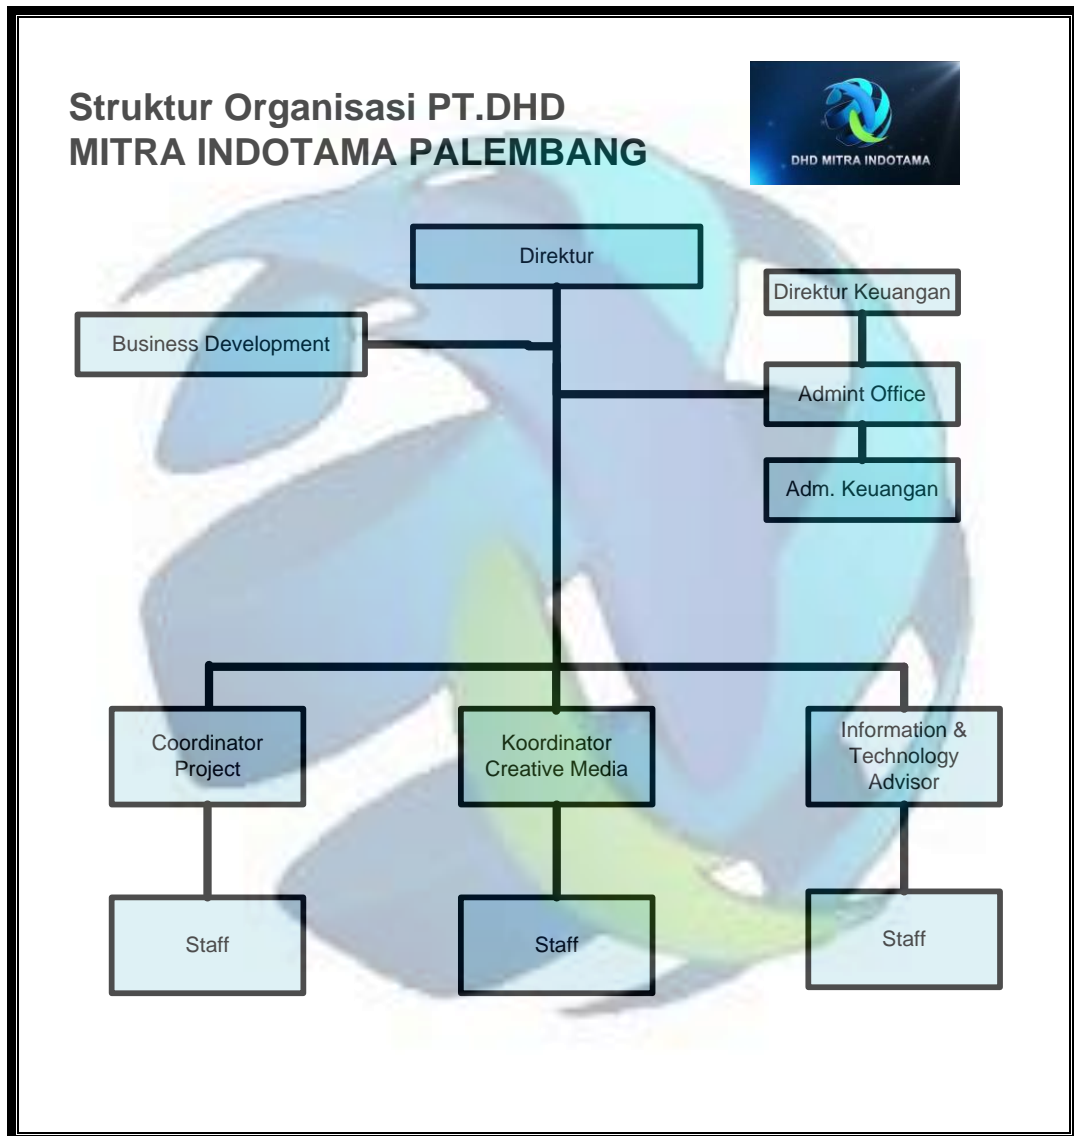 Struktur Organisasi PT.DHD
MITRA INDOTAMA PALEMBANG
DHD MITRA INDOTAMA
Direktur
Direktur Keuangan
Business Development
Admint Office
Adm. Keuangan
Coordinator
Project
Koordinator
Creative Media
Information &
Technology
Advisor
Staff
Staff
Staff